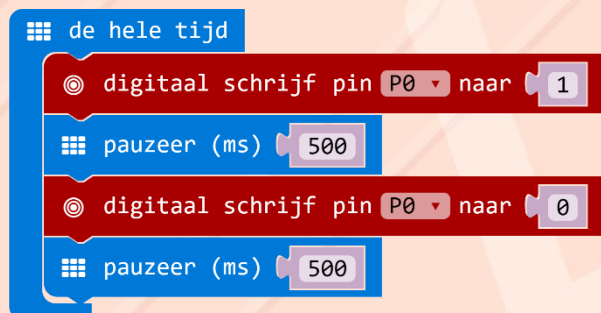 de hele tijd
digitaal schrijf pin P0 naar 1
pauzeer (ms) 500
digitaal schrijf pin P0 naar 0
pauzeer (ms) 500